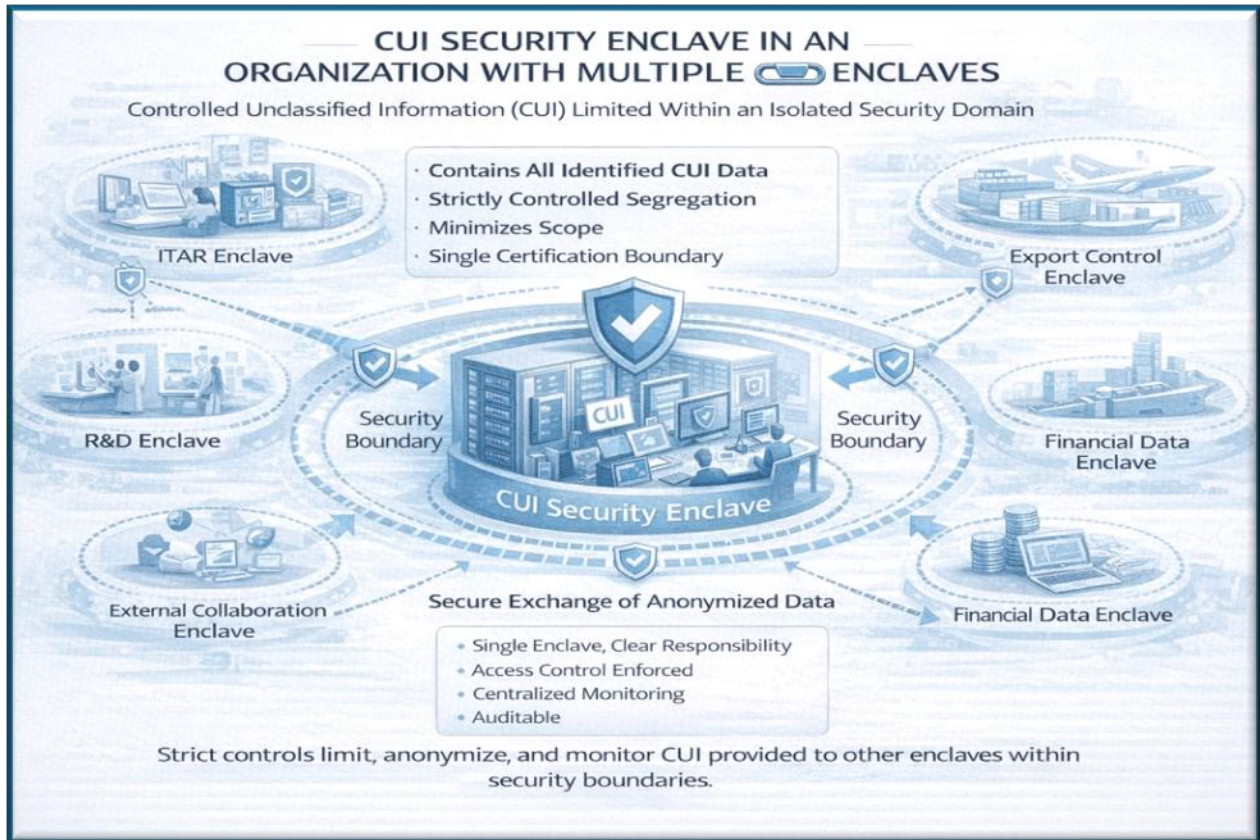 CUI SECURITY ENCLAVE IN AN
ORGANIZATION WITH MULTIPLE ENCLAVES
Controlled Unclassified Information (CUI) Limited Within an Isolated Security Domain
· Contains All Identified CUI Data
· Strictly Controlled Segregation
· Minimizes Scope
· Single Certification Boundary
ITAR Enclave
Export Control
Enclave
R&D Enclave
Security
Boundary
CUI
Security
Boundary
Financial Data
Enclave
CUI Security Enclave
External Collaboration
Enclave
Financial Data Enclave
Secure Exchange of Anonymized Data
• Single Enclave, Clear Responsibility
• Access Control Enforced
• Centralized Monitoring
• Auditable
Strict controls limit, anonymize, and monitor CUI provided to other enclaves within
security boundaries.